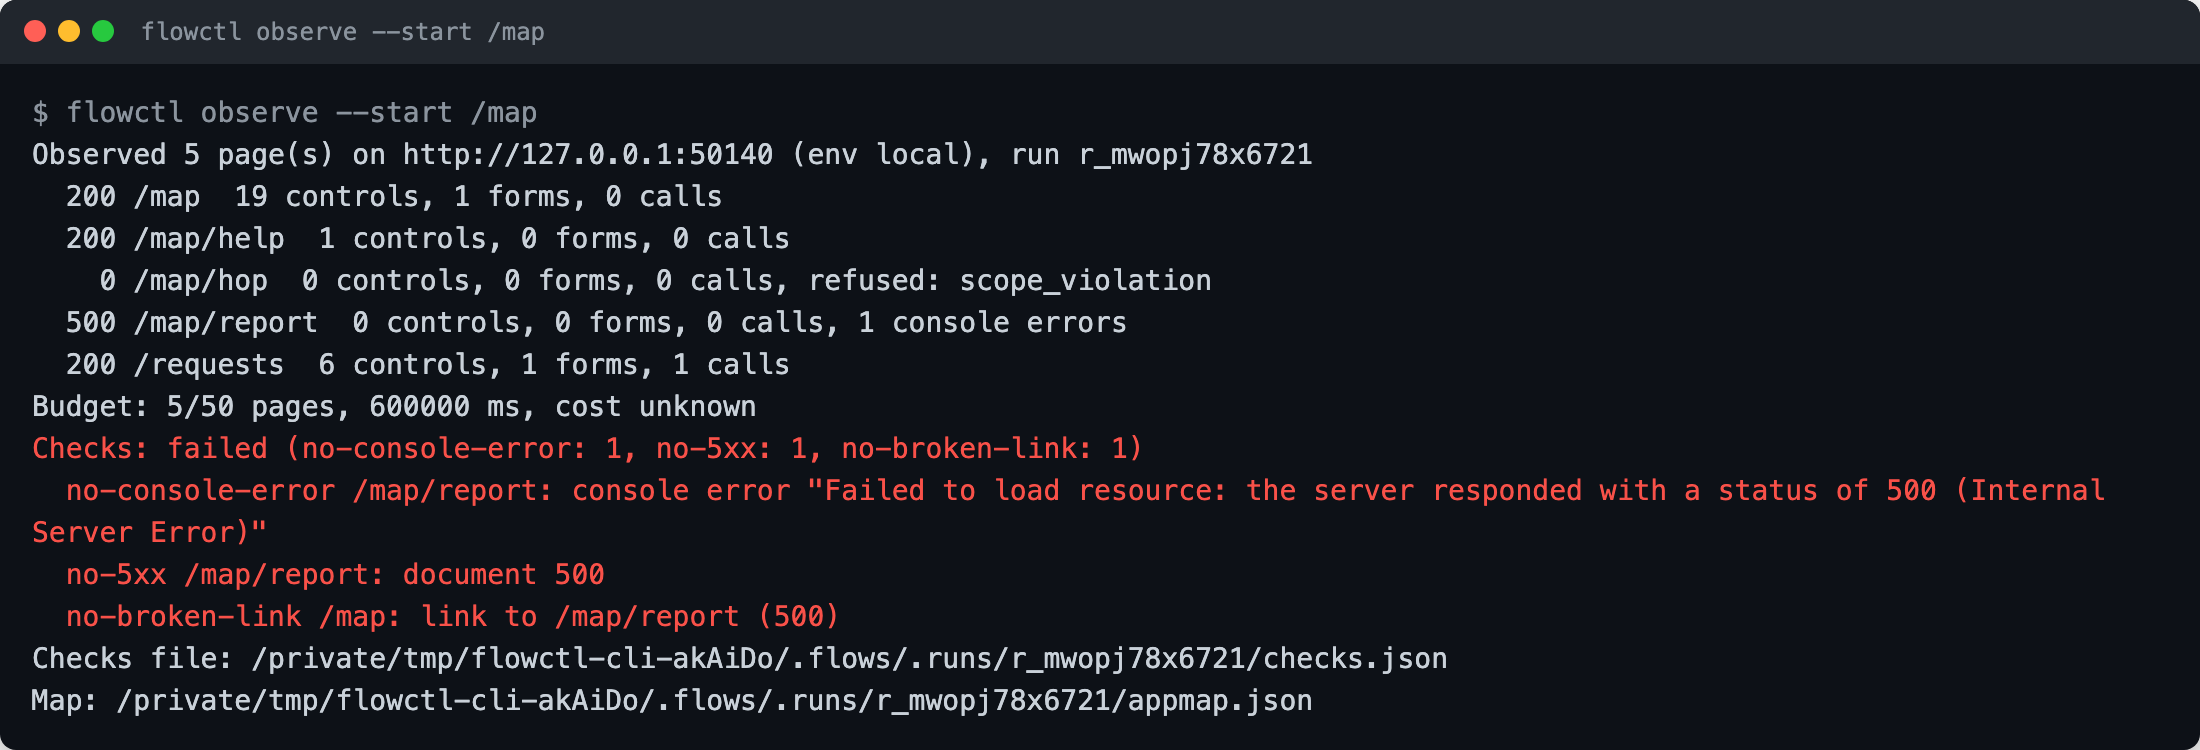 flowctl observe --start /map
$ flowctl observe --start /map
Observed 5 page(s) on http://127.0.0.1:50140 (env local), run r_mwopj78x6721
  200 /map  19 controls, 1 forms, 0 calls
  200 /map/help  1 controls, 0 forms, 0 calls
    0 /map/hop  0 controls, 0 forms, 0 calls, refused: scope_violation
  500 /map/report  0 controls, 0 forms, 0 calls, 1 console errors
  200 /requests  6 controls, 1 forms, 1 calls
Budget: 5/50 pages, 600000 ms, cost unknown
Checks: failed (no-console-error: 1, no-5xx: 1, no-broken-link: 1)
  no-console-error /map/report: console error "Failed to load resource: the server responded with a status of 500 (Internal
Server Error)"
  no-5xx /map/report: document 500
  no-broken-link /map: link to /map/report (500)
Checks file: /private/tmp/flowctl-cli-akAiDo/.flows/.runs/r_mwopj78x6721/checks.json
Map: /private/tmp/flowctl-cli-akAiDo/.flows/.runs/r_mwopj78x6721/appmap.json